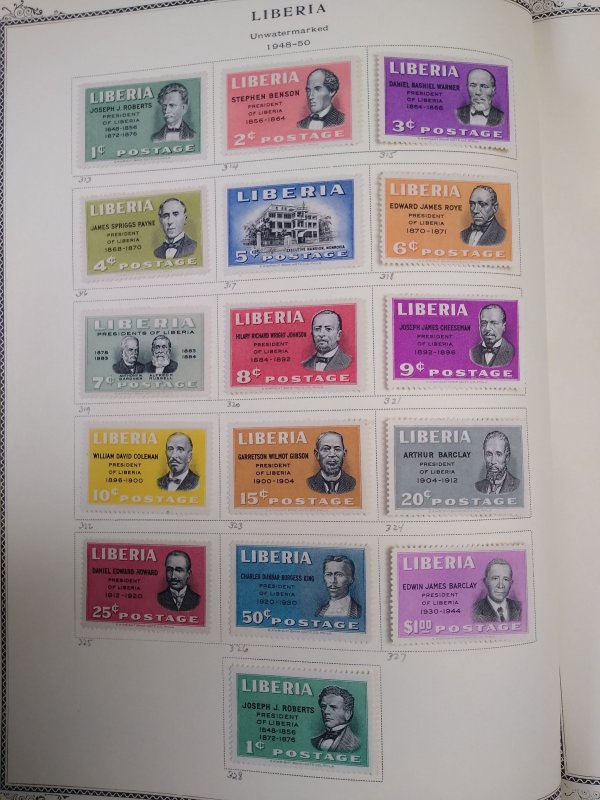 LIBERIA
Unwatermarked
1948-50
LIBERIA
JOSEPH J. ROBERTS
PRESIDENT
OF LIBERIA
1848-1856
1872-1876
1¢ POSTAGE
313
LIBERIA
STEPHEN BENSON
PRESIDENT
OF LIBERIA
1856-1864
2¢ POSTAGE
314
LIBERIA
DANIEL BASHIEL WARNER
PRESIDENT
OF LIBERIA
1864-1868
3¢ POSTAGE
315
LIBERIA
JAMES SPRIGGS PAYNE
PRESIDENT
OF LIBERIA
1868-1870
4¢ POSTAGE
316
LIBERIA
EXECUTIVE MANSION, MONROVIA
5¢ POSTAGE
317
LIBERIA
EDWARD JAMES ROYE
PRESIDENT
OF LIBERIA
1870-1871
6¢ POSTAGE
318
LIBERIA
PRESIDENTS OF LIBERIA
1878
1883
1883
1884
ALFRED F.
RUSSELL
7¢ POSTAGE
319
LIBERIA
HILARY RICHARD WRIGHT JOHNSON
PRESIDENT
OF LIBERIA
1884-1892
8¢ POSTAGE
320
LIBERIA
JOSEPH JAMES CHEESEMAN
PRESIDENT
OF LIBERIA
1892-1896
9¢ POSTAGE
321
LIBERIA
WILLIAM DAVID COLEMAN
PRESIDENT
OF LIBERIA
1896-1900
10¢ POSTAGE
322
LIBERIA
GARRETSON WILMOT GIBSON
PRESIDENT
OF LIBERIA
1900-1904
15¢ POSTAGE
323
LIBERIA
ARTHUR BARCLAY
PRESIDENT
OF LIBERIA
1904-1912
20¢ POSTAGE
324
LIBERIA
DANIEL EDWARD HOWARD
PRESIDENT
OF LIBERIA
1912-1920
25¢ POSTAGE
325
LIBERIA
CHARLES DUNBAR BURGESS KING
PRESIDENT
OF LIBERIA
1920-1930
50¢ POSTAGE
326
LIBERIA
EDWIN JAMES BARCLAY
PRESIDENT
OF LIBERIA
1930-1944
$1.00 POSTAGE
327
LIBERIA
JOSEPH J. ROBERTS
PRESIDENT
OF LIBERIA
1848-1856
1872-1876
1¢ POSTAGE
328